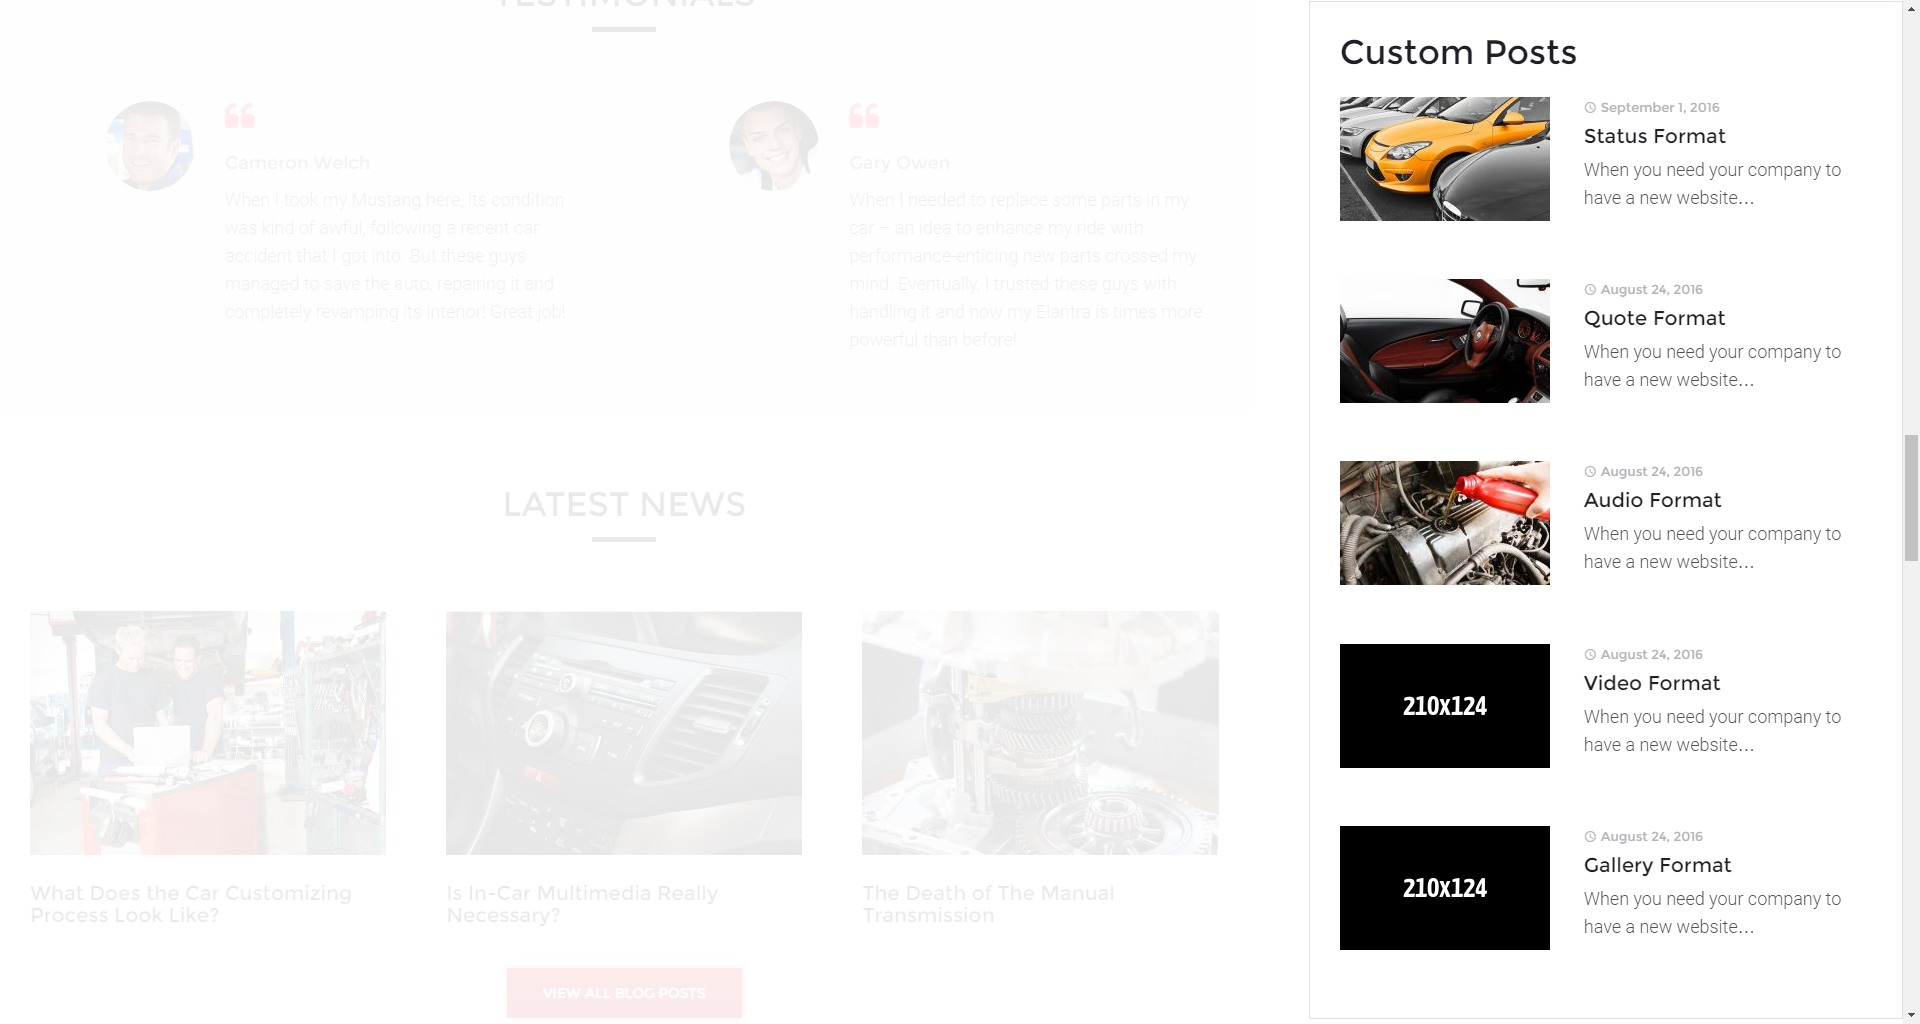 TESTIMONIALS
Cameron Welch
When I took my Mustang here, its condition
was kind of awful, following a recent car
accident that I got into. But these guys
managed to save the auto, repairing it and
completely revamping its interior! Great job!
Gary Owen
When I needed to replace some parts in my
car – an idea to enhance my ride with
performance-enticing new parts crossed my
mind. Eventually, I trusted these guys with
handling it and now my Elantra is times more
powerful than before!
LATEST NEWS
What Does the Car Customizing
Process Look Like?
Is In-Car Multimedia Really
Necessary?
The Death of The Manual
Transmission
VIEW ALL BLOG POSTS
Custom Posts
September 1, 2016
Status Format
When you need your company to
have a new website...
August 24, 2016
Quote Format
When you need your company to
have a new website...
August 24, 2016
Audio Format
When you need your company to
have a new website...
210x124
August 24, 2016
Video Format
When you need your company to
have a new website...
210x124
August 24, 2016
Gallery Format
When you need your company to
have a new website...